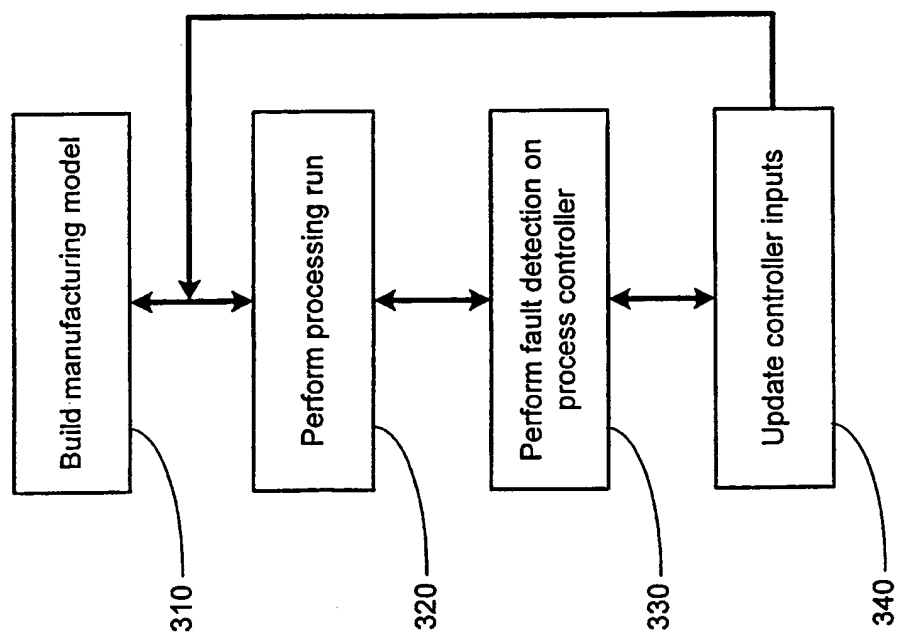 Build manufacturing model
310
Perform processing run
320
Perform fault detection on
process controller
330
Update controller inputs
340